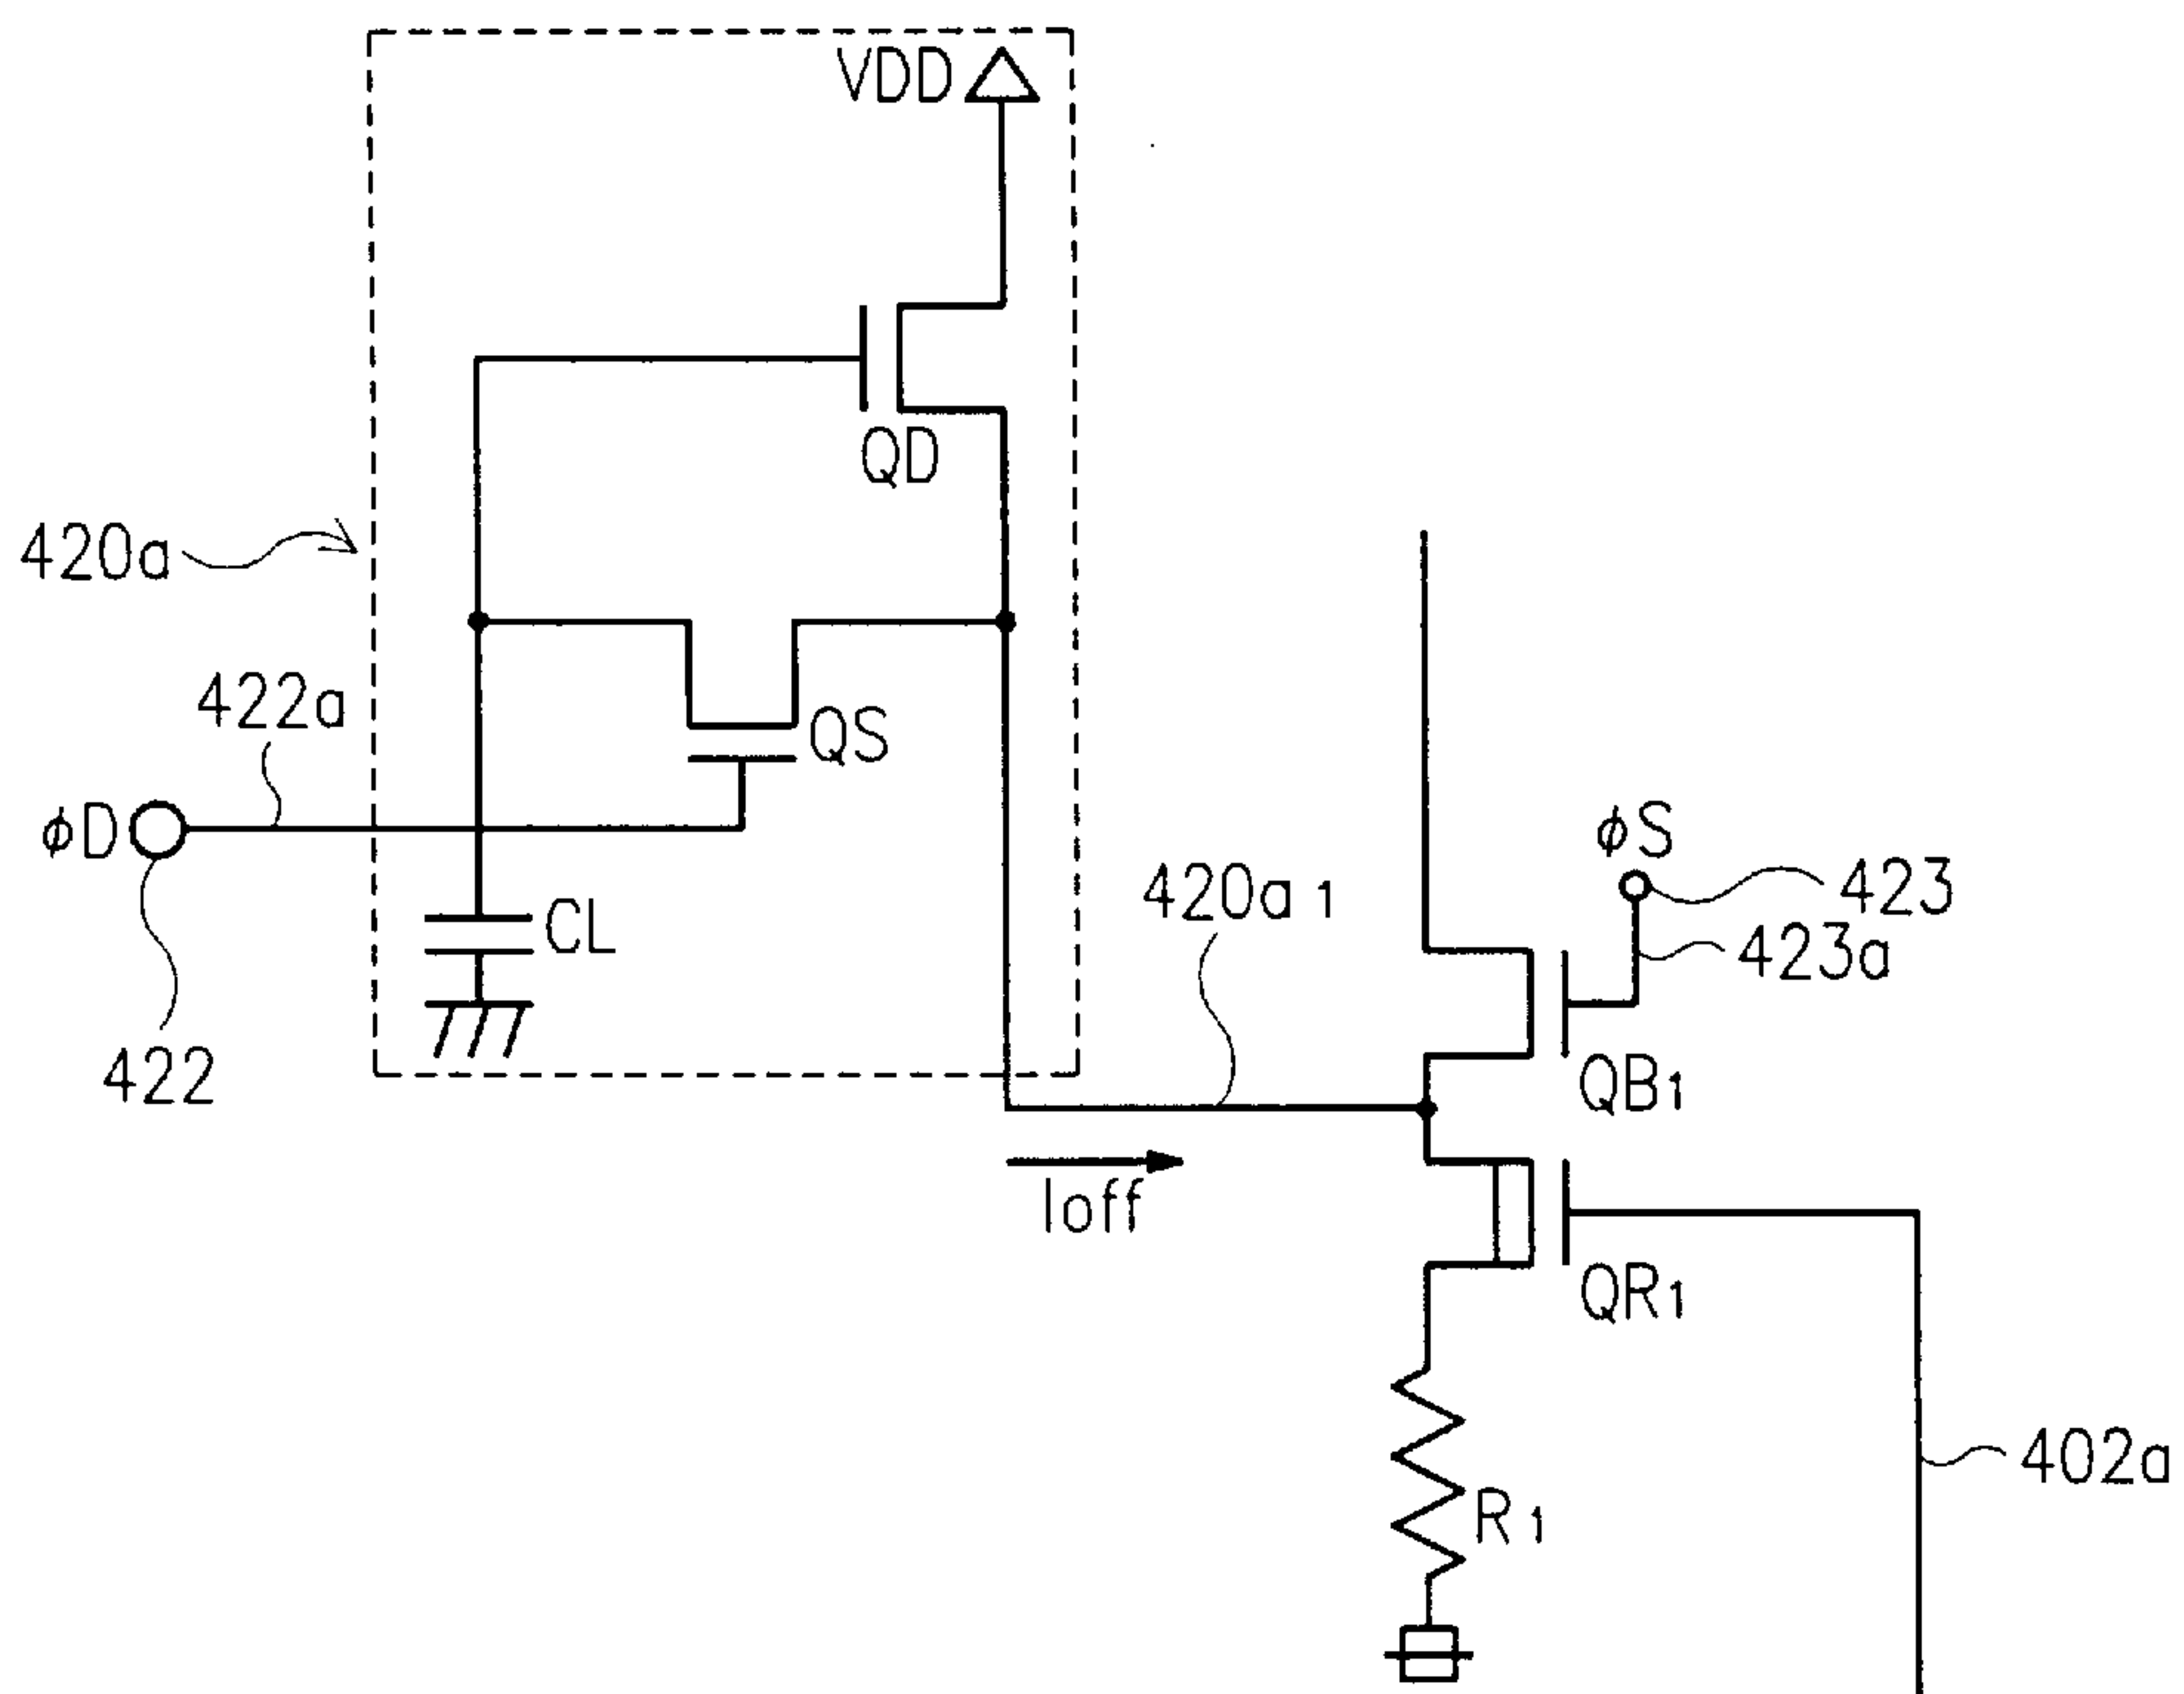 VDD
QD
420a
422a
QS
φD
φS
423
420a1
CL
423a
422
QB1
Ioff
QR1
402a
R1